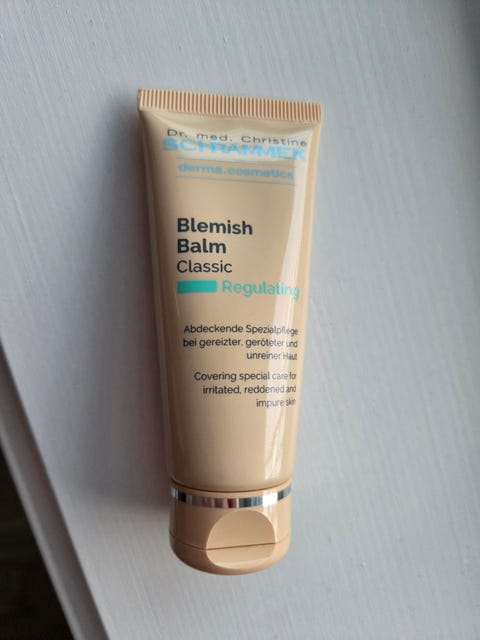 Dr. med. Christine
SCHRAMMEK
derma.cosmetics
Blemish
Balm
Classic
Regulating
Abdeckende Spezialpflege
bei gereizter, geröteter und
unreiner Haut
Covering special care for
irritated, reddened and
impure skin